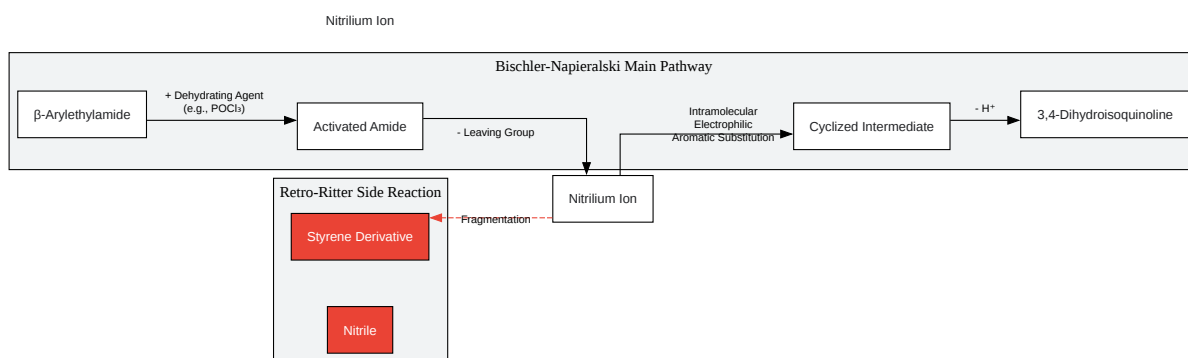 Nitrilium Ion
Bischler-Napieralski Main Pathway
β-Arylethylamide
+ Dehydrating Agent
(e.g., POCl₃)
Activated Amide
- Leaving Group
Intramolecular
Electrophilic
Aromatic Substitution
Cyclized Intermediate
- H⁺
3,4-Dihydroisoquinoline
Nitrilium Ion
Retro-Ritter Side Reaction
Fragmentation
Styrene Derivative
Nitrile